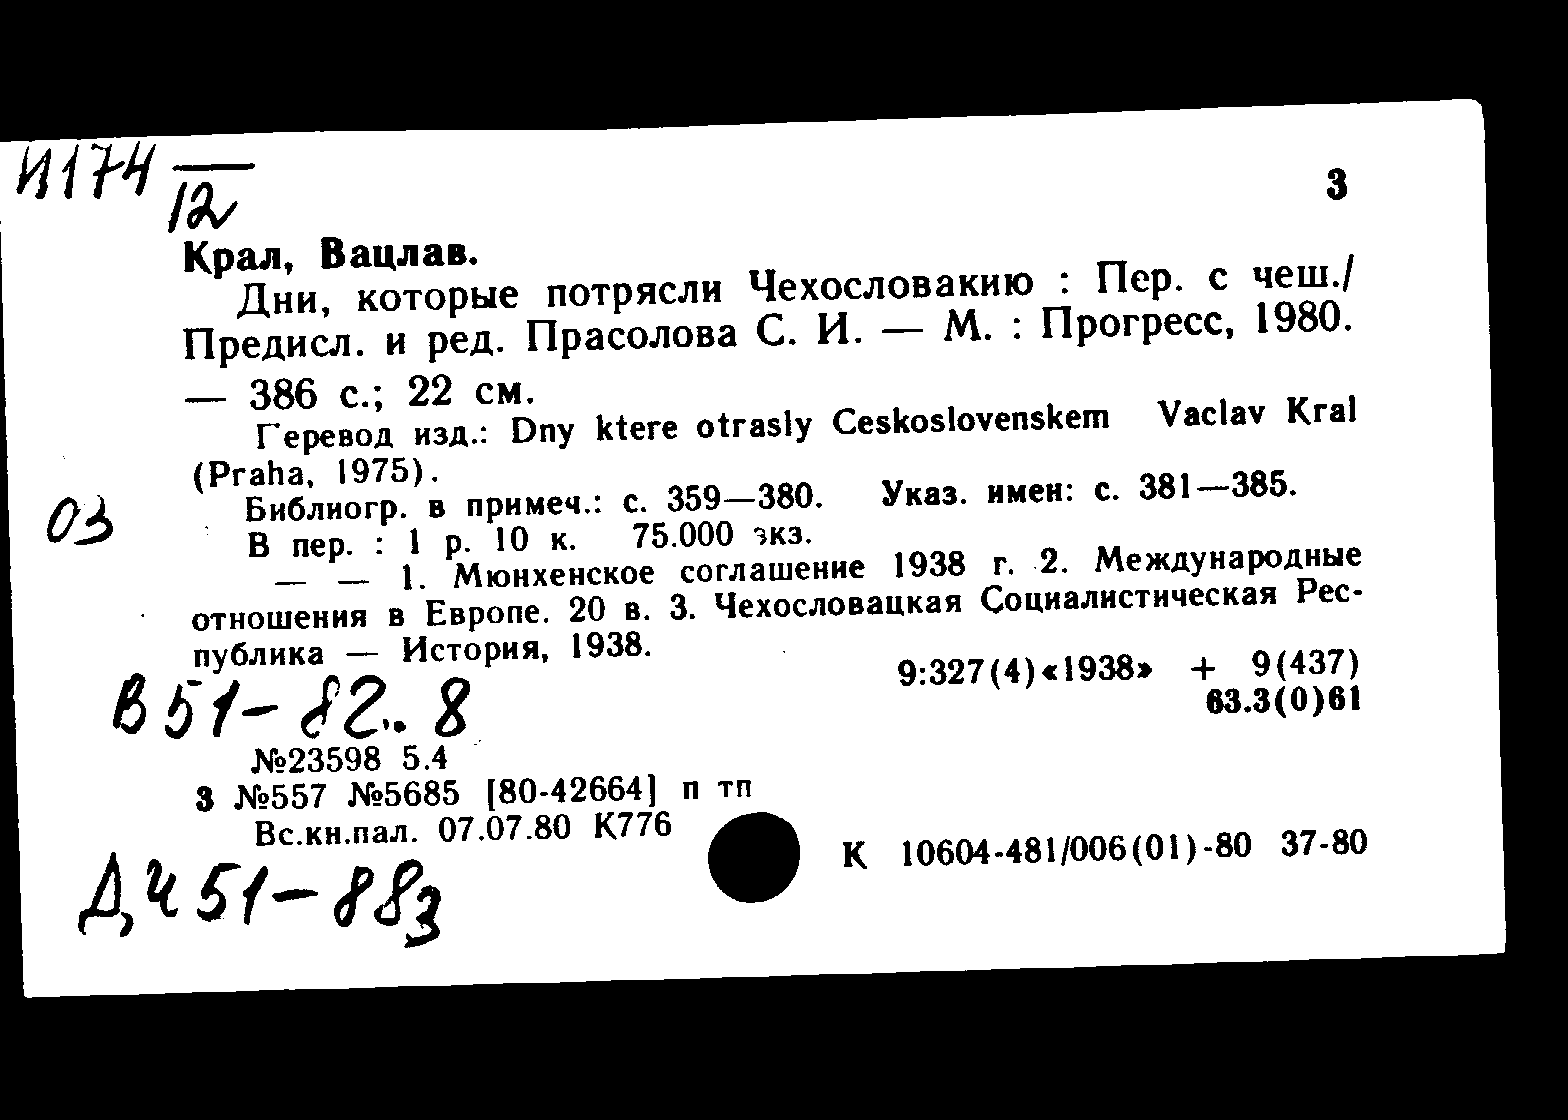 И174
12
3
Крал, Вацлав.
Дни, которые потрясли Чехословакию : Пер. с чеш./
Предисл. и ред. Прасолова С. И. — М. : Прогресс, 1980.
— 386 с.; 22 см.
Перевод изд.: Dny ktere otrasly Ceskoslovenskem Vaclav Kral
(Praha, 1975).
Библиогр. в примеч.: с. 359—380. Указ. имен: с. 381—385.
03
В пер. : 1 р. 10 к. 75.000 экз.
— — 1. Мюнхенское соглашение 1938 г. 2. Международные
отношения в Европе. 20 в. 3. Чехословацкая Социалистическая Рес-
публика — История, 1938.
9:327(4)«1938» + 9(437)
63.3(0)61
В51-82.. 8
№23598 5.4
3 №557 №5685 [80-42664] п тп
Вс.кн.пал. 07.07.80 К776
К 10604-481/006(01)-80 37-80
Д,Ч51-883